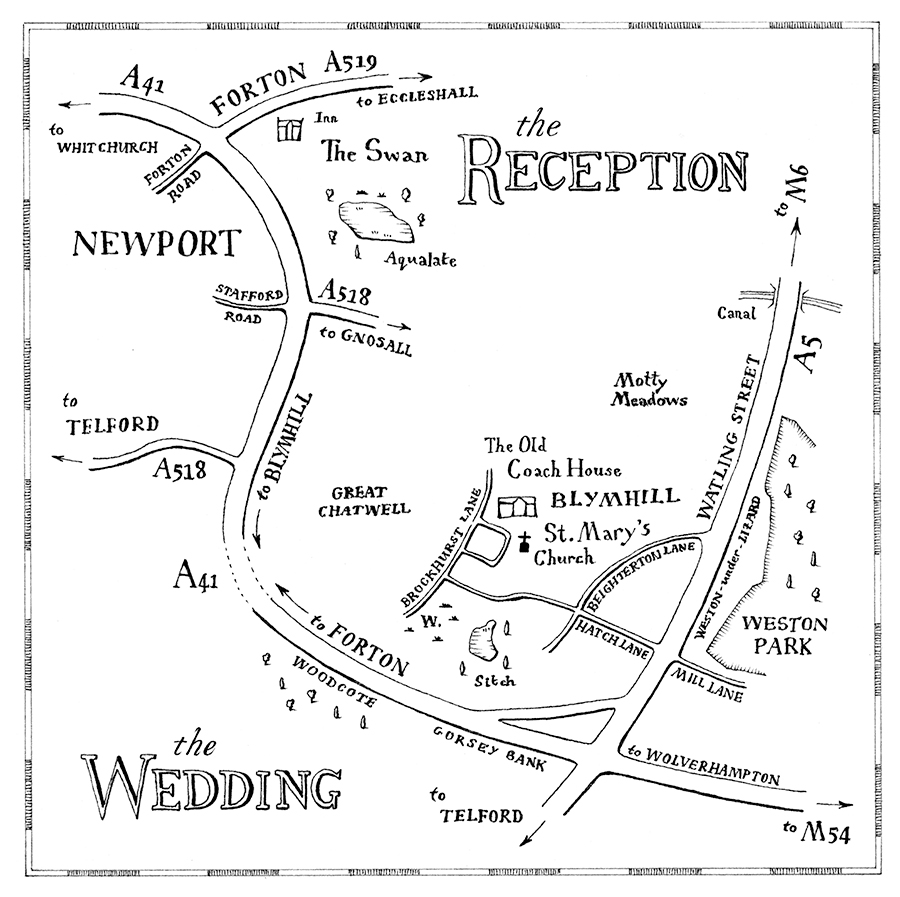 A41
FORTON A519
to ECCLESHALL
to
WHITCHURCH
FORTON
ROAD
Inn
The Swan
the
RECEPTION
to M6
NEWPORT
Aqualate
STAFFORD
ROAD
A518
to GNOSALL
Canal
A5
Motty
Meadows
WATLING STREET
to
TELFORD
A518
to BLYMHILL
GREAT
CHATWELL
The Old
Coach House
BLYMHILL
St. Mary's
Church
BROCKHURST LANE
BEIGHTERTON LANE
WESTON-under-LIZARD
A41
to FORTON
W.
HATCH LANE
WESTON
PARK
Sitch
MILL LANE
WOODCOTE
GORSEY BANK
the
WEDDING
to WOLVERHAMPTON
to
TELFORD
to M54